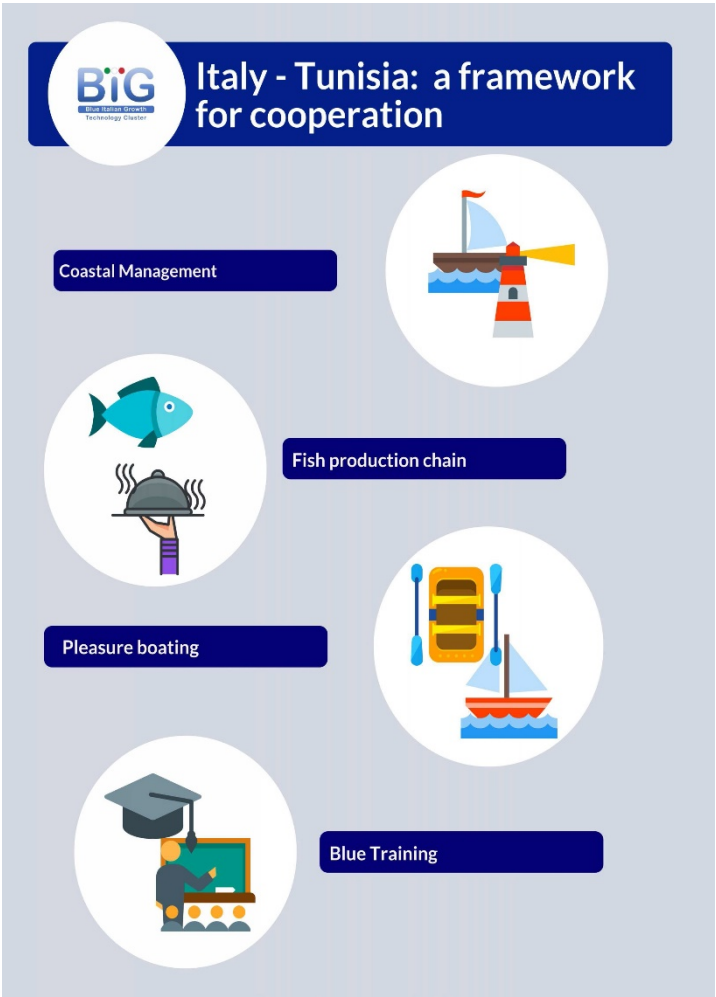 BIG
Blue Italian Growth
Technology Cluster
Italy - Tunisia: a framework
for cooperation
Coastal Management
Fish production chain
Pleasure boating
Blue Training